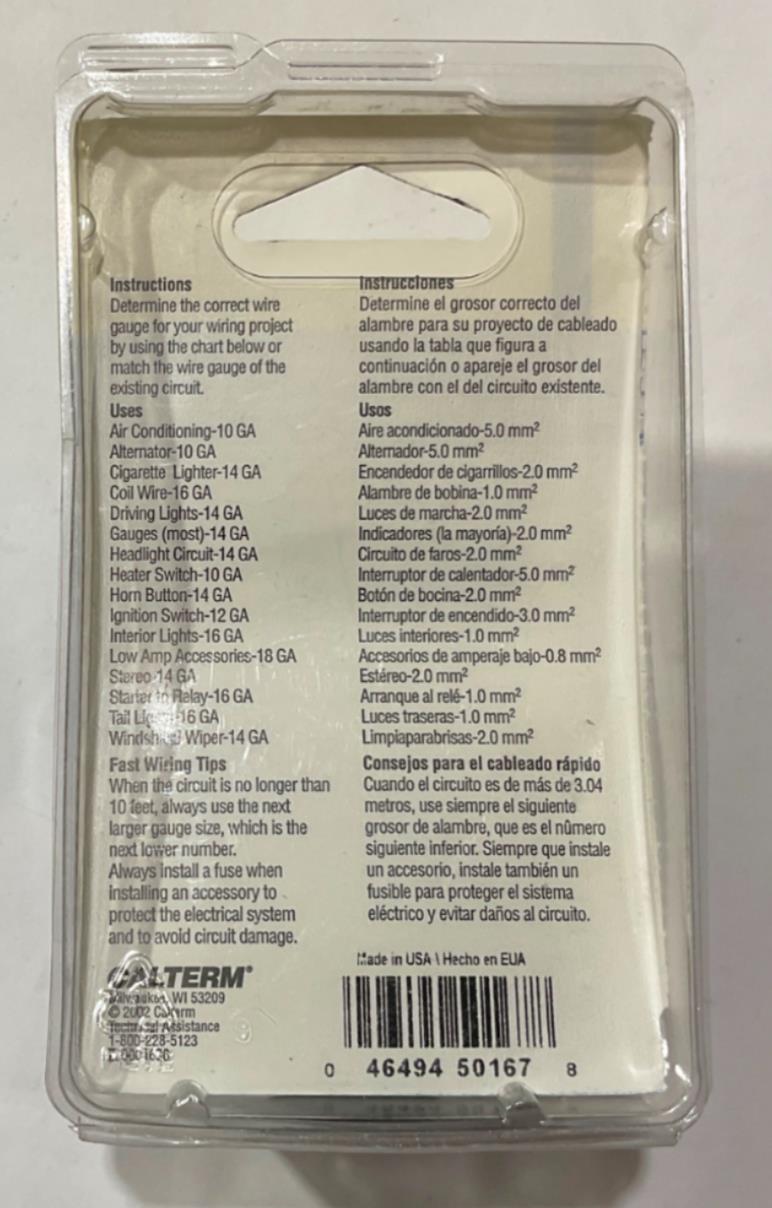 Instructions
Determine the correct wire
gauge for your wiring project
by using the chart below or
match the wire gauge of the
existing circuit.
Uses
Air Conditioning-10 GA
Alternator-10 GA
Cigarette Lighter-14 GA
Coil Wire-16 GA
Driving Lights-14 GA
Gauges (most)-14 GA
Headlight Circuit-14 GA
Heater Switch-10 GA
Horn Button-14 GA
Ignition Switch-12 GA
Interior Lights-16 GA
Low Amp Accessories-18 GA
Stereo-14 GA
Starter to Relay-16 GA
Tail Lights-16 GA
Windshield Wiper-14 GA
Fast Wiring Tips
When the circuit is no longer than
10 feet, always use the next
larger gauge size, which is the
next lower number.
Always install a fuse when
installing an accessory to
protect the electrical system
and to avoid circuit damage.
CALTERM®
Milwaukee, WI 53209
© 2002 Calterm
Technical Assistance
1-800-228-5123
Instrucciones
Determine el grosor correcto del
alambre para su proyecto de cableado
usando la tabla que figura a
continuación o apareje el grosor del
alambre con el del circuito existente.
Usos
Aire acondicionado-5.0 mm²
Alternador-5.0 mm²
Encendedor de cigarrillos-2.0 mm²
Alambre de bobina-1.0 mm²
Luces de marcha-2.0 mm²
Indicadores (la mayoría)-2.0 mm²
Circuito de faros-2.0 mm²
Interruptor de calentador-5.0 mm²
Botón de bocina-2.0 mm²
Interruptor de encendido-3.0 mm²
Luces interiores-1.0 mm²
Accesorios de amperaje bajo-0.8 mm²
Estéreo-2.0 mm²
Arranque al relé-1.0 mm²
Luces traseras-1.0 mm²
Limpiaparabrisas-2.0 mm²
Consejos para el cableado rápido
Cuando el circuito es de más de 3.04
metros, use siempre el siguiente
grosor de alambre, que es el número
siguiente inferior. Siempre que instale
un accesorio, instale también un
fusible para proteger el sistema
eléctrico y evitar daños al circuito.
Made in USA \ Hecho en EUA
0 46494 50167 8